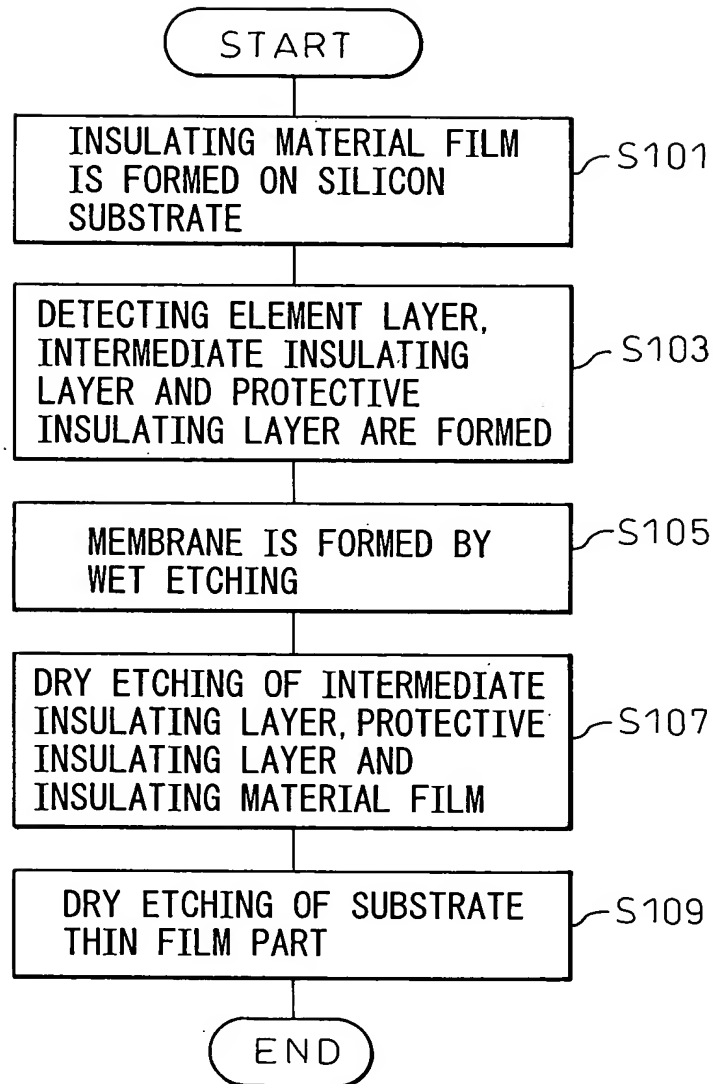 START
INSULATING MATERIAL FILM
IS FORMED ON SILICON
SUBSTRATE
S101
DETECTING ELEMENT LAYER,
INTERMEDIATE INSULATING
LAYER AND PROTECTIVE
INSULATING LAYER ARE FORMED
S103
MEMBRANE IS FORMED BY
WET ETCHING
S105
DRY ETCHING OF INTERMEDIATE
INSULATING LAYER, PROTECTIVE
INSULATING LAYER AND
INSULATING MATERIAL FILM
S107
DRY ETCHING OF SUBSTRATE
THIN FILM PART
S109
END